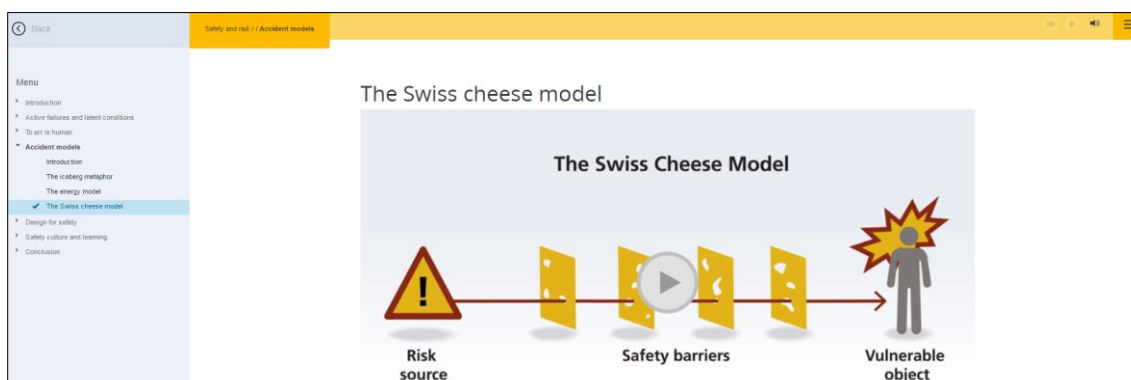 Back
Safety and risk / / Accident models
Menu
Introduction
Active failures and latent conditions
To err is human
Accident models
Introduction
The iceberg metaphor
The energy model
The Swiss cheese model
Design for safety
Safety culture and learning
Conclusion
The Swiss cheese model
The Swiss Cheese Model
!
Risk
source
Safety barriers
Vulnerable
object